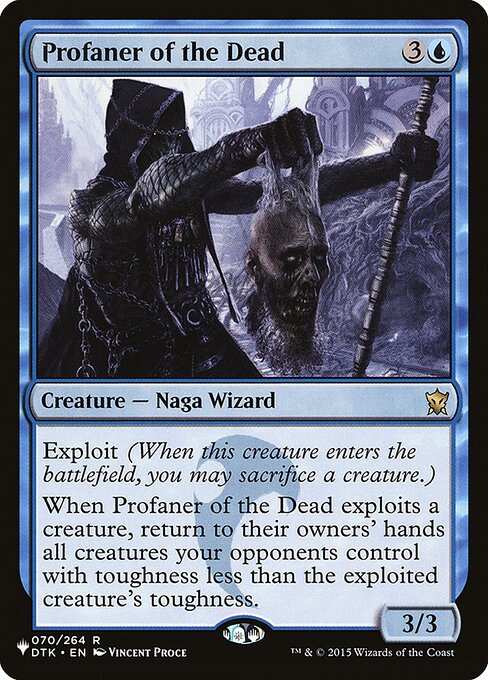 Profaner of the Dead 3
Creature — Naga Wizard
Exploit (When this creature enters the
battlefield, you may sacrifice a creature.)
When Profaner of the Dead exploits a
creature, return to their owners' hands
all creatures your opponents control
with toughness less than the exploited
creature's toughness.
3/3
070/264 R
DTK • EN Vincent Proce
™ & © 2015 Wizards of the Coast